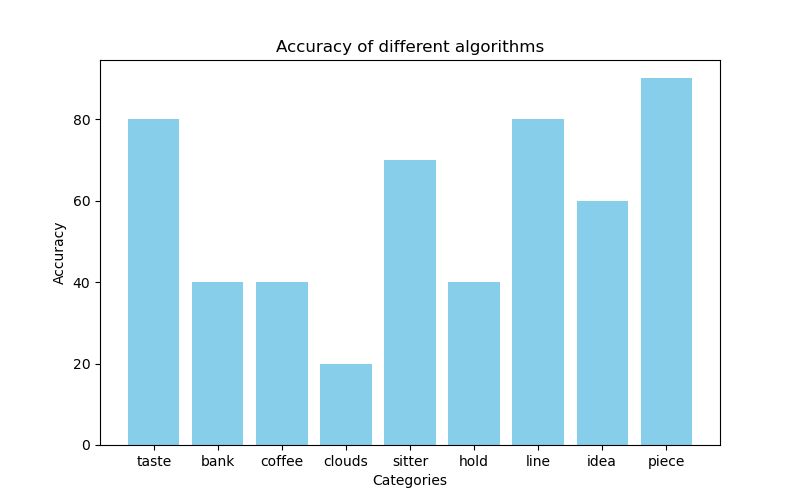 Accuracy of different algorithms
Accuracy
80
60
40
20
0
taste bank coffee clouds sitter hold line idea piece
Categories